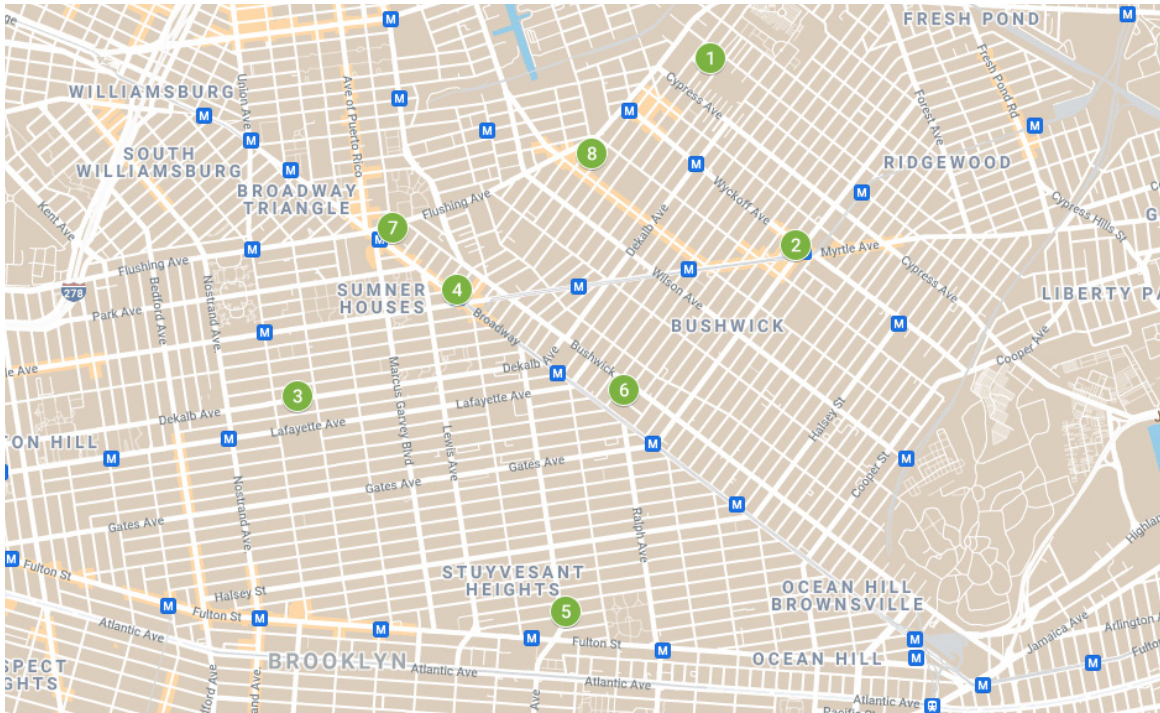 FRESH POND
M
M
1
Cypress Ave
Fresh Pond Rd
Union Ave
Ave of Puerto Rico
WILLIAMSBURG
M
M
M
M
M
Forest Ave
M
SOUTH
WILLIAMSBURG
M
8
M
RIDGEWOOD
BROADWAY
TRIANGLE
M
Wyckoff Ave
M
Kent Ave
Flushing Ave
Dekalb Ave
Cypress Hills St
7
M
M
2
Myrtle Ave
Flushing Ave
Nostrand Ave
Bedford Ave
M
Wilson Ave
Cypress Ave
278
SUMNER
HOUSES
4
M
LIBERTY PA
Park Ave
M
Broadway
BUSHWICK
M
Cooper Ave
Bushwick
Dekalb Ave
M
Marcus Garvey Blvd
3
6
Lafayette Ave
Dekalb Ave
Lafayette Ave
Lewis Ave
Halsey St
TON HILL
M
M
M
M
Gates Ave
Cooper St
Gates Ave
Nostrand Ave
Gates Ave
M
Ralph Ave
Highlan
M
Fulton St
STUYVESANT
HEIGHTS
OCEAN HILL
BROWNSVILLE
Halsey St
M
Fulton St
M
M
5
M
Fulton St
M
M
M
Atlantic Ave
Jamaica Ave
Arlington A
BROOKLYN
OCEAN HILL
M
SPECT
GHTS
Atlantic Ave
Atlantic Ave
M
Atlantic Ave